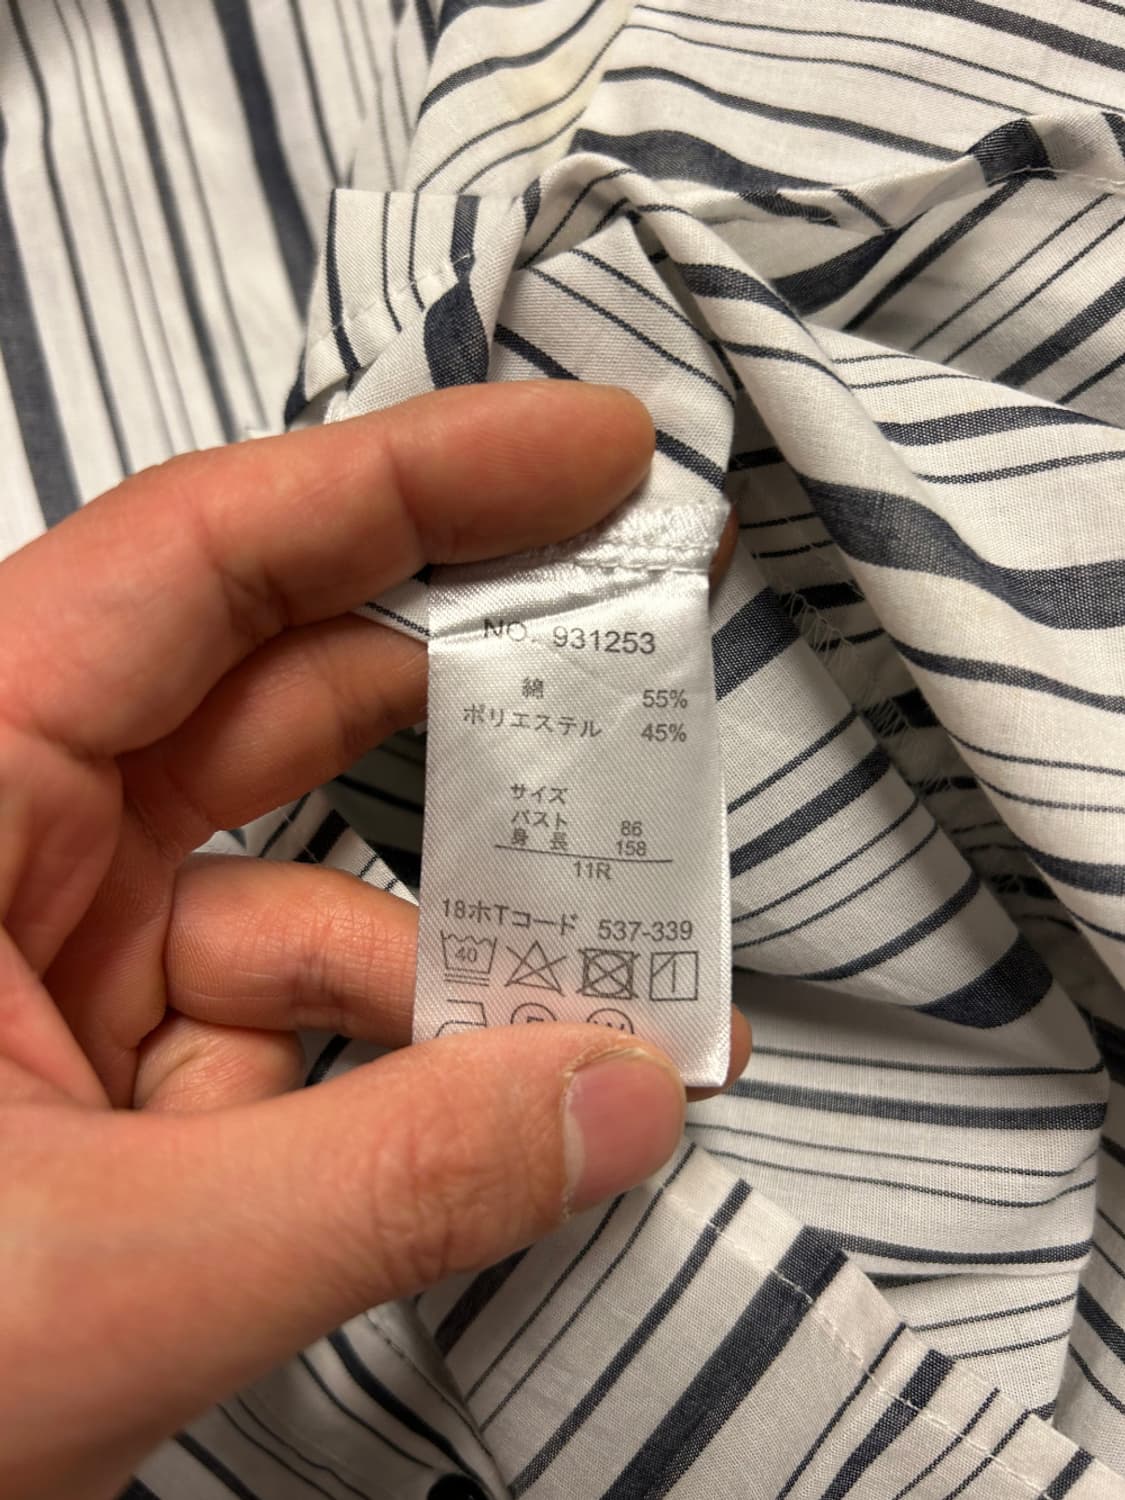 NO. 931253
綿 55%
ポリエステル 45%
サイズ
バスト 86
身長 158
11R
18ホTコード 537-339
40